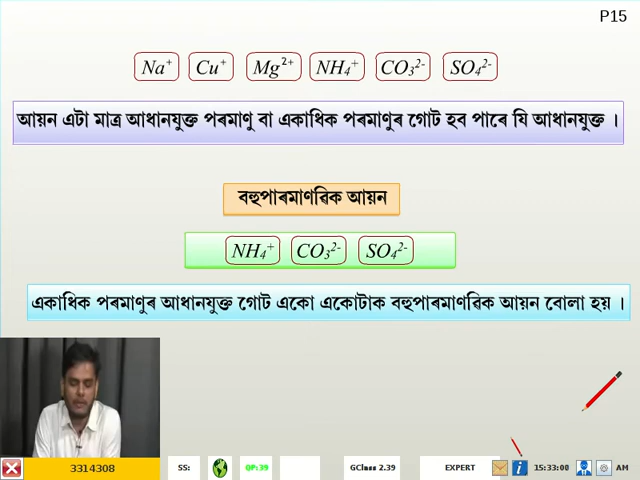 P15
Na⁺ Cu⁺ Mg²⁺ NH₄⁺ CO₃²⁻ SO₄²⁻
আয়ন এটা মাত্ৰ আধানযুক্ত পৰমাণু বা একাধিক পৰমাণুৰ গোট হব পাৰে যি আধানযুক্ত ।
বহুপাৰমাণৱিক আয়ন
NH₄⁺ CO₃²⁻ SO₄²⁻
একাধিক পৰমাণুৰ আধানযুক্ত গোট একো একোটাক বহুপাৰমাণৱিক আয়ন বোলা হয় ।
3314308 SS: QP:39 GClass 2.39 EXPERT 15:33:00 AM